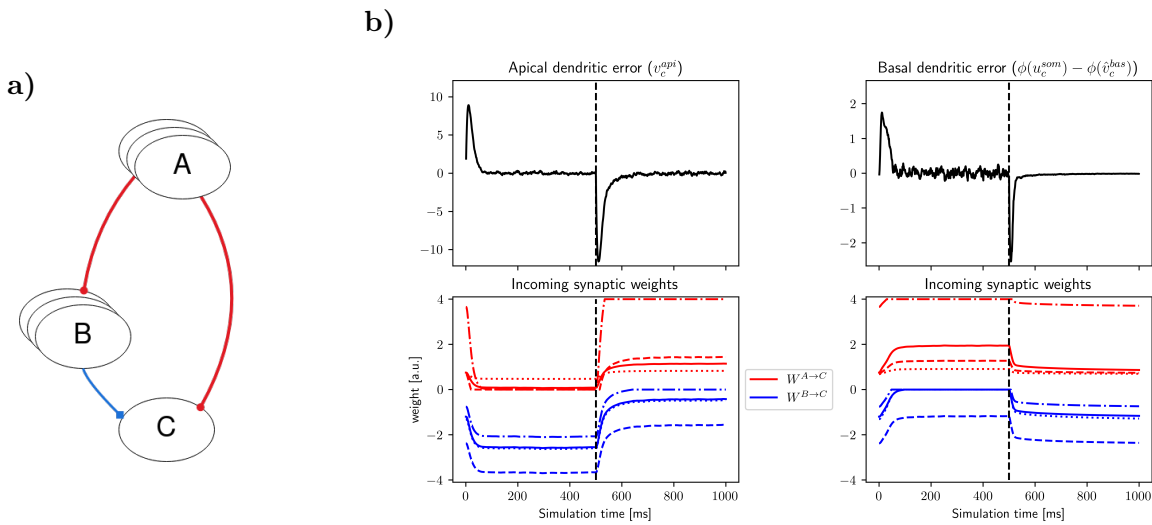 a)
A
B
C
b)
Apical dendritic error ($v_c^{api}$)
10
5
0
−5
−10
Basal dendritic error ($\phi(u_c^{som}) - \phi(\hat{v}_c^{bas})$)
2
1
0
−1
−2
Incoming synaptic weights
weight [a.u.]
4
2
0
−2
−4
0 200 400 600 800 1000
Simulation time [ms]
$W^{A→C}$
$W^{B→C}$
Incoming synaptic weights
4
2
0
−2
−4
0 200 400 600 800 1000
Simulation time [ms]